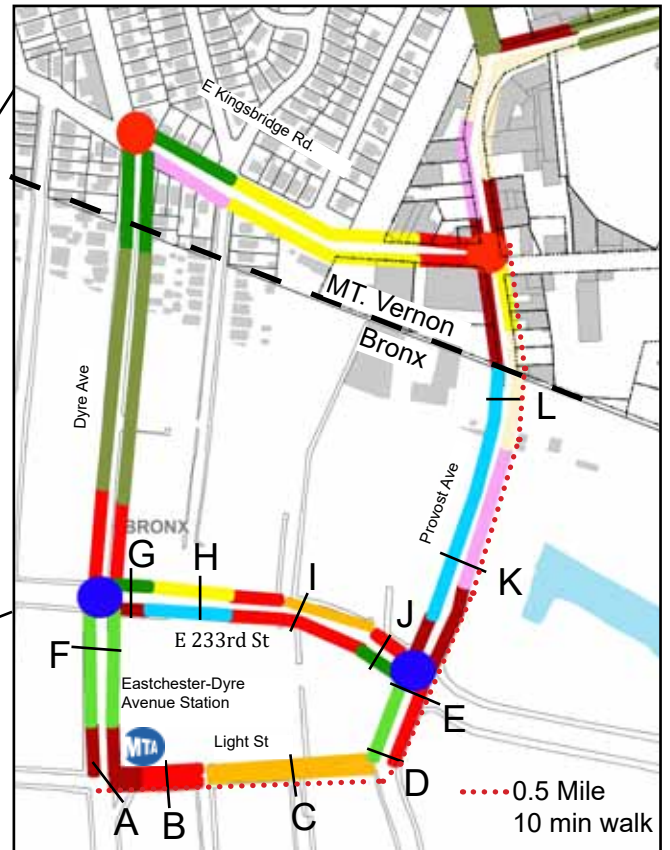 E Kingsbridge Rd.
MT. Vernon
Bronx
Dyre Ave
L
Provost Ave
BRONX
G
H
I
K
J
E 233rd St
F
Eastchester-Dyre
Avenue Station
E
MTA
Light St
D
0.5 Mile
10 min walk
A
B
C